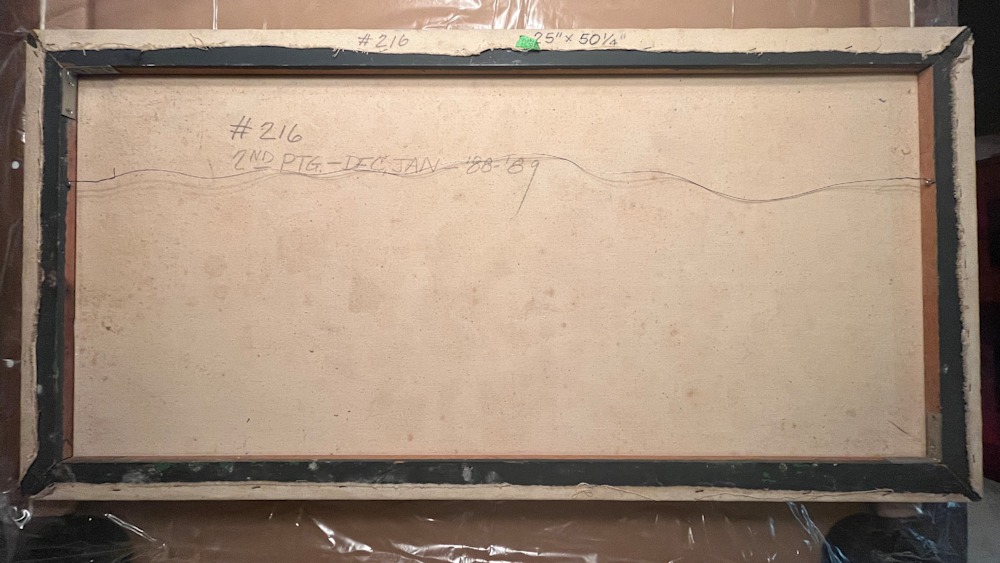 #216 25" x 50¼"
#216
2ND PTG. - DEC, JAN - '88-'89